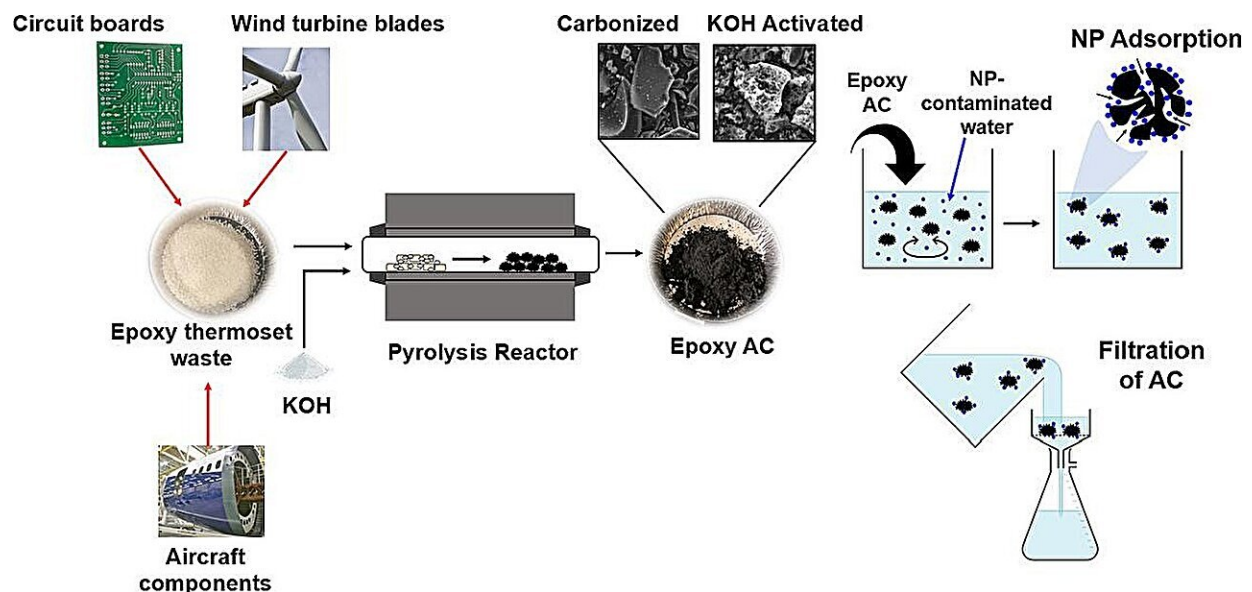 Circuit boards
Wind turbine blades
Carbonized
KOH Activated
NP Adsorption
Epoxy
AC
NP-
contaminated
water
Epoxy thermoset
waste
Pyrolysis Reactor
Epoxy AC
KOH
Filtration
of AC
Aircraft
components